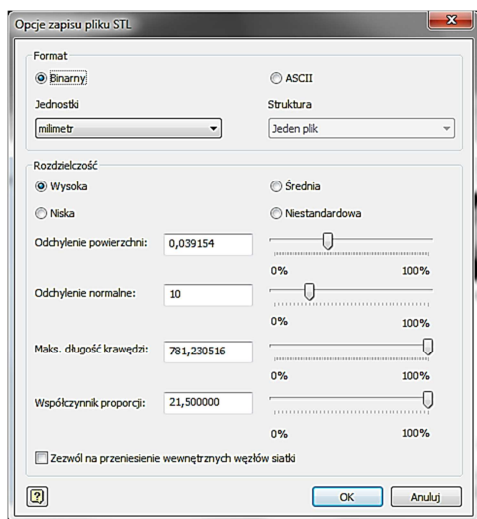 Opcje zapisu pliku STL
Format
Binarny
ASCII
Jednostki
Struktura
milimetr
Jeden plik
Rozdzielczość
Wysoka
Średnia
Niska
Niestandardowa
Odchylenie powierzchni:
0,039154
0%
100%
Odchylenie normalne:
10
0%
100%
Maks. długość krawędzi:
781,230516
0%
100%
Współczynnik proporcji:
21,500000
0%
100%
Zezwól na przeniesienie wewnętrznych węzłów siatki
?
OK
Anuluj